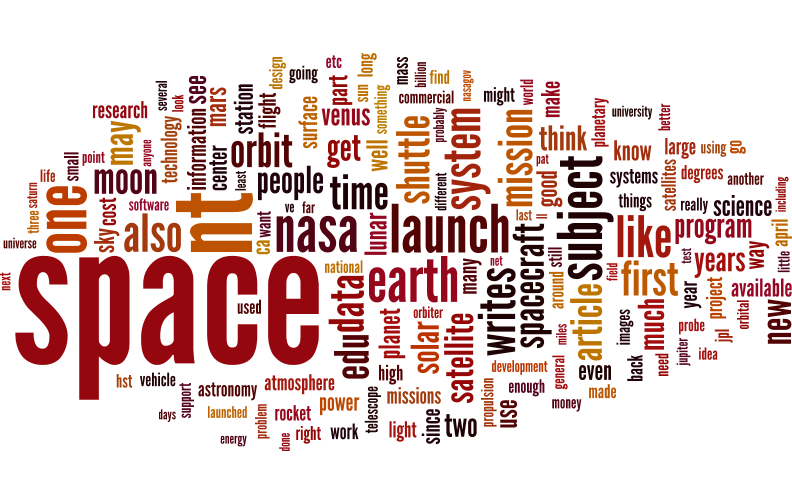 space
nt
one
subject
launch
nasa
earth
like
system
data
edu
orbit
time
first
mission
shuttle
article
writes
spacecraft
satellite
also
moon
may
people
get
think
program
new
years
much
two
solar
planet
lunar
many
use
high
power
missions
atmosphere
astronomy
rocket
research
small
life
point
anyone
several
look
technology
information
see
mars
center
station
flight
design
going
etc
part
sun
long
surface
venus
well
something
mass
billion
find
nasagov
commercial
probably
different
might
world
make
planetary
university
better
know
large
using
go
systems
satellites
degrees
another
things
really
science
including
april
little
way
available
project
year
test
field
good
pat
last
ll
net
around
still
images
back
need
probe
jupiter
idea
jpl
orbital
even
made
miles
general
development
enough
money
propulsion
since
light
telescope
work
right
done
problem
energy
launched
support
days
vehicle
hst
used
national
orbiter
ca
want
ve
far
least
software
cost
sky
three
saturn
universe
next